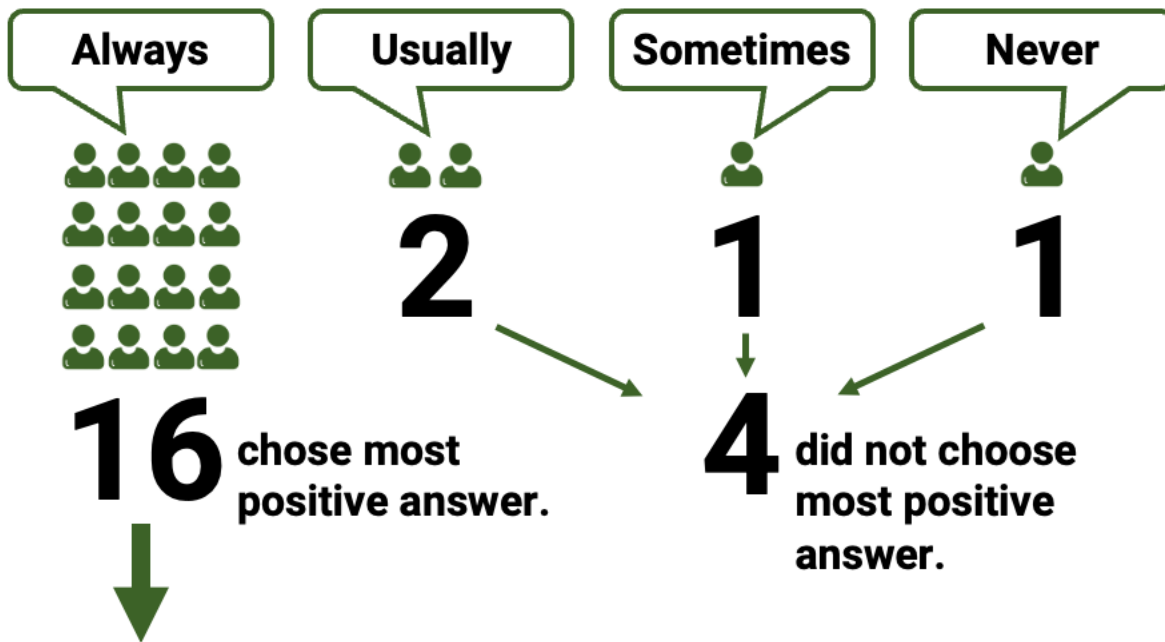 Always
Usually
Sometimes
Never
2
1
1
16
chose most
positive answer.
4
did not choose
most positive
answer.